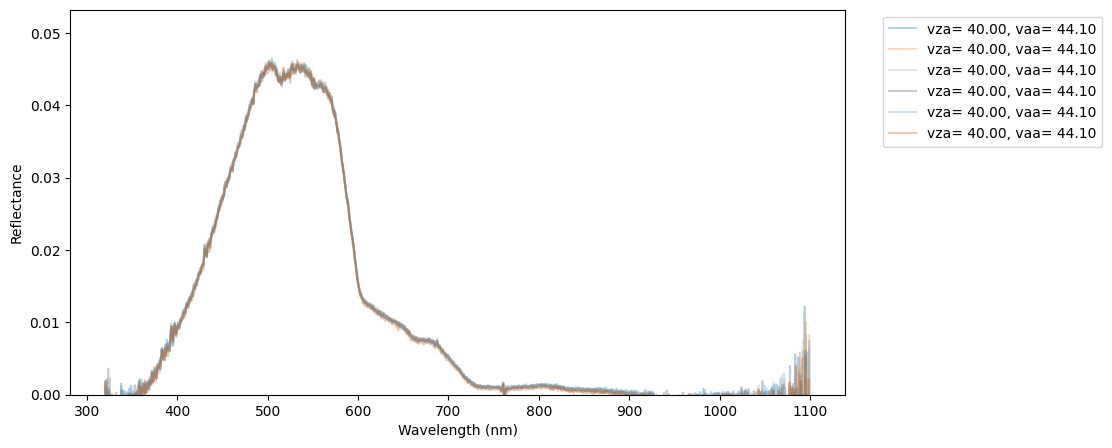 0.05
0.04
0.03
0.02
0.01
0.00
Reflectance
300 400 500 600 700 800 900 1000 1100
Wavelength (nm)
vza= 40.00, vaa= 44.10
vza= 40.00, vaa= 44.10
vza= 40.00, vaa= 44.10
vza= 40.00, vaa= 44.10
vza= 40.00, vaa= 44.10
vza= 40.00, vaa= 44.10